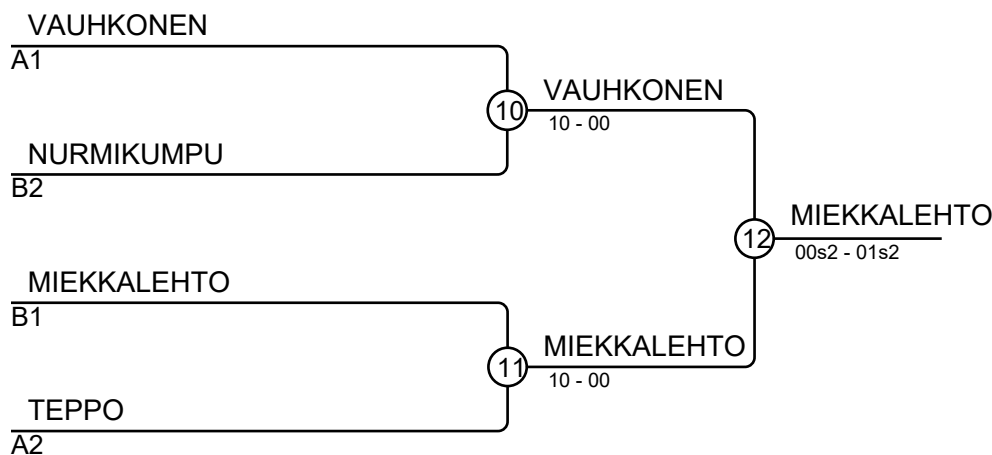 VAUHKONEN
A1
10
VAUHKONEN
10 - 00
NURMIKUMPU
B2
12
MIEKKALEHTO
00s2 - 01s2
MIEKKALEHTO
B1
11
MIEKKALEHTO
10 - 00
TEPPO
A2